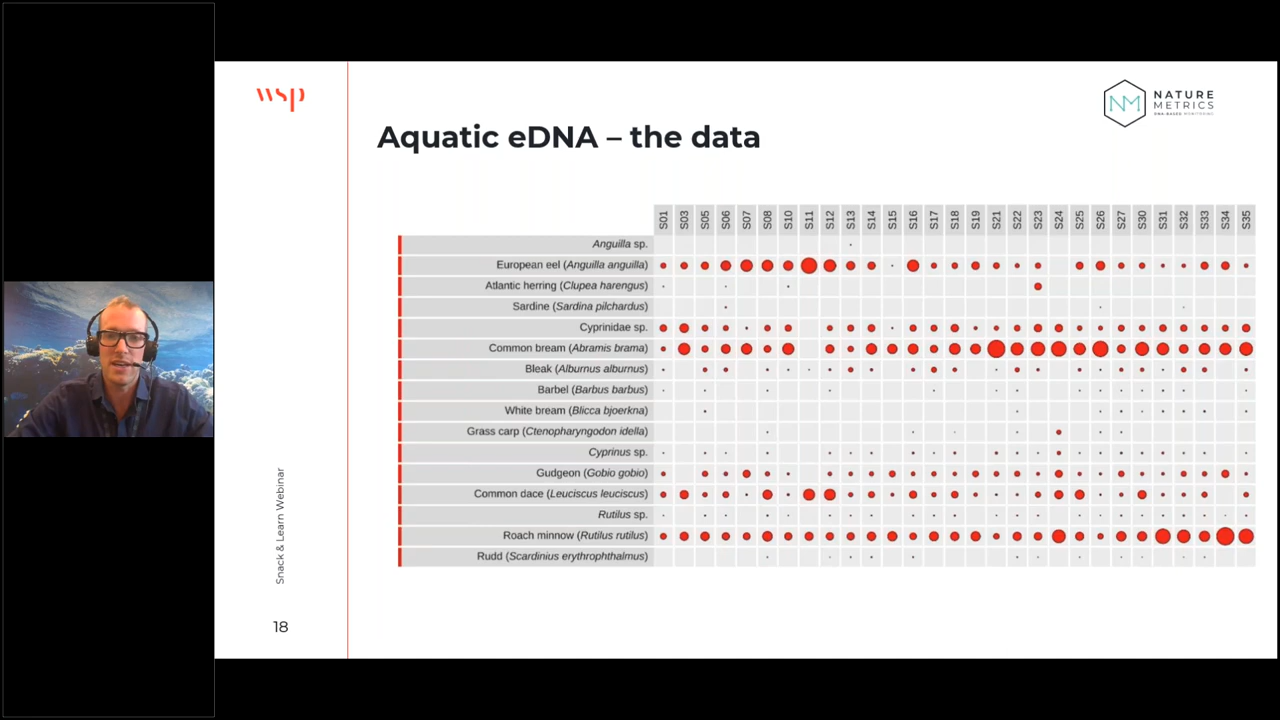 wsp
NATURE
METRICS
DNA-BASED MONITORING
Aquatic eDNA – the data
S01 S03 S05 S06 S07 S08 S10 S11 S12 S13 S14 S15 S16 S17 S18 S19 S21 S22 S23 S24 S25 S26 S27 S30 S31 S32 S33 S34 S35
Anguilla sp.
European eel (Anguilla anguilla)
Atlantic herring (Clupea harengus)
Sardine (Sardina pilchardus)
Cyprinidae sp.
Common bream (Abramis brama)
Bleak (Alburnus alburnus)
Barbel (Barbus barbus)
White bream (Blicca bjoerkna)
Grass carp (Ctenopharyngodon idella)
Cyprinus sp.
Gudgeon (Gobio gobio)
Common dace (Leuciscus leuciscus)
Rutilus sp.
Roach minnow (Rutilus rutilus)
Rudd (Scardinius erythrophthalmus)
Snack & Learn Webinar
18